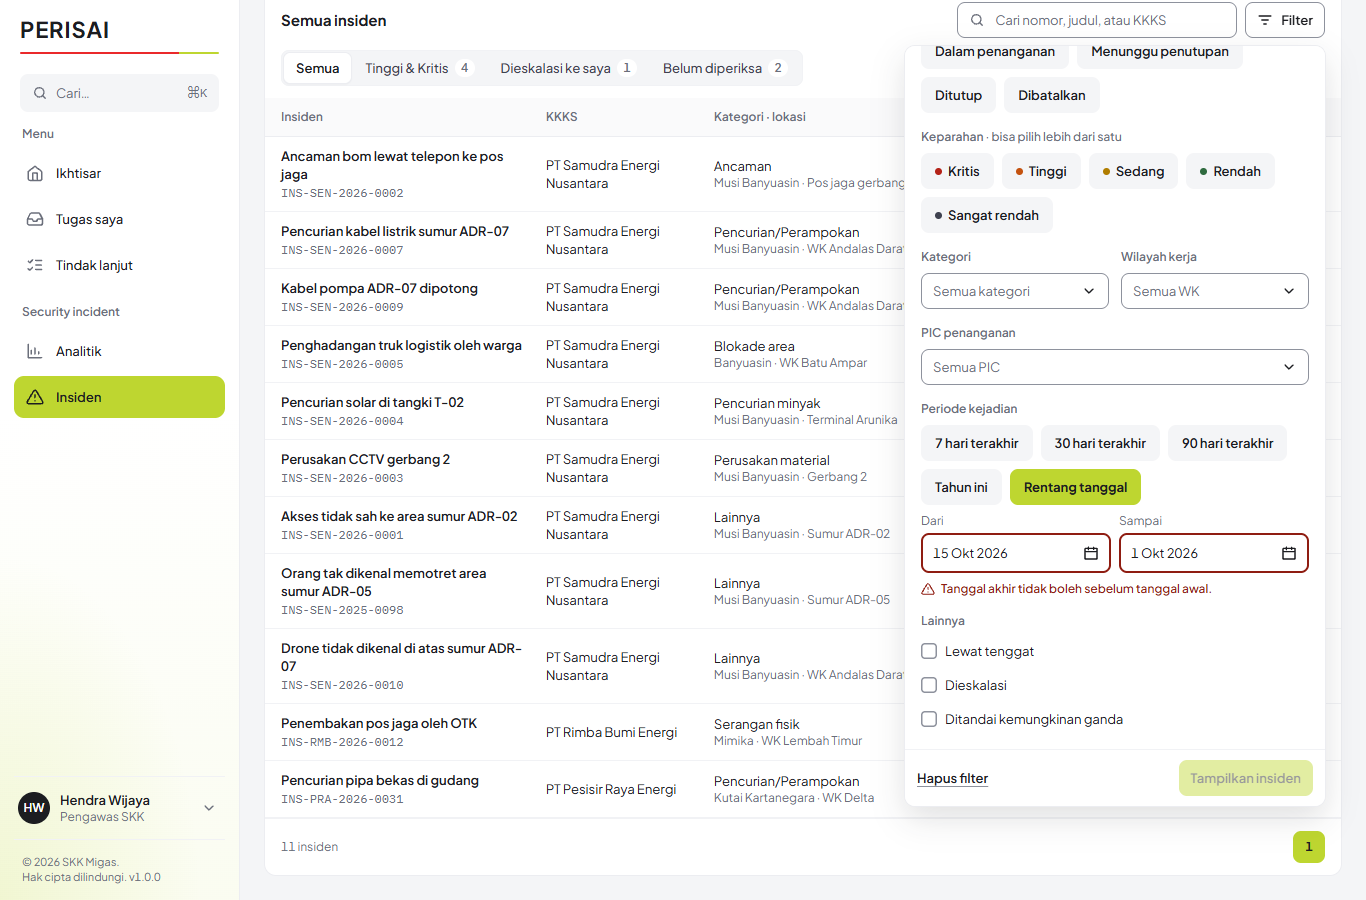 PERISAI
Cari...
⌘K
Menu
Ikhtisar
Tugas saya
Tindak lanjut
Security incident
Analitik
Insiden
HW
Hendra Wijaya
Pengawas SKK
© 2026 SKK Migas.
Hak cipta dilindungi. v1.0.0
Semua insiden
Cari nomor, judul, atau KKKS
Filter
Semua
Tinggi & Kritis 4
Dieskalasi ke saya 1
Belum diperiksa 2
Insiden
KKKS
Kategori · lokasi
Ancaman bom lewat telepon ke pos
jaga
INS-SEN-2026-0002
PT Samudra Energi
Nusantara
Ancaman
Musi Banyuasin · Pos jaga gerbang
Pencurian kabel listrik sumur ADR-07
INS-SEN-2026-0007
PT Samudra Energi
Nusantara
Pencurian/Perampokan
Musi Banyuasin · WK Andalas Darat
Kabel pompa ADR-07 dipotong
INS-SEN-2026-0009
PT Samudra Energi
Nusantara
Pencurian/Perampokan
Musi Banyuasin · WK Andalas Darat
Penghadangan truk logistik oleh warga
INS-SEN-2026-0005
PT Samudra Energi
Nusantara
Blokade area
Banyuasin · WK Batu Ampar
Pencurian solar di tangki T-02
INS-SEN-2026-0004
PT Samudra Energi
Nusantara
Pencurian minyak
Musi Banyuasin · Terminal Arunika
Perusakan CCTV gerbang 2
INS-SEN-2026-0003
PT Samudra Energi
Nusantara
Perusakan material
Musi Banyuasin · Gerbang 2
Akses tidak sah ke area sumur ADR-02
INS-SEN-2026-0001
PT Samudra Energi
Nusantara
Lainnya
Musi Banyuasin · Sumur ADR-02
Orang tak dikenal memotret area
sumur ADR-05
INS-SEN-2025-0098
PT Samudra Energi
Nusantara
Lainnya
Musi Banyuasin · Sumur ADR-05
Drone tidak dikenal di atas sumur ADR-
07
INS-SEN-2026-0010
PT Samudra Energi
Nusantara
Lainnya
Musi Banyuasin · WK Andalas Darat
Penembakan pos jaga oleh OTK
INS-RMB-2026-0012
PT Rimba Bumi Energi
Serangan fisik
Mimika · WK Lembah Timur
Pencurian pipa bekas di gudang
INS-PRA-2026-0031
PT Pesisir Raya Energi
Pencurian/Perampokan
Kutai Kartanegara · WK Delta
11 insiden
1
Dalam penanganan
Menunggu penutupan
Ditutup
Dibatalkan
Keparahan · bisa pilih lebih dari satu
Kritis
Tinggi
Sedang
Rendah
Sangat rendah
Kategori
Wilayah kerja
Semua kategori
Semua WK
PIC penanganan
Semua PIC
Periode kejadian
7 hari terakhir
30 hari terakhir
90 hari terakhir
Tahun ini
Rentang tanggal
Dari
Sampai
15 Okt 2026
1 Okt 2026
Tanggal akhir tidak boleh sebelum tanggal awal.
Lainnya
Lewat tenggat
Dieskalasi
Ditandai kemungkinan ganda
Hapus filter
Tampilkan insiden